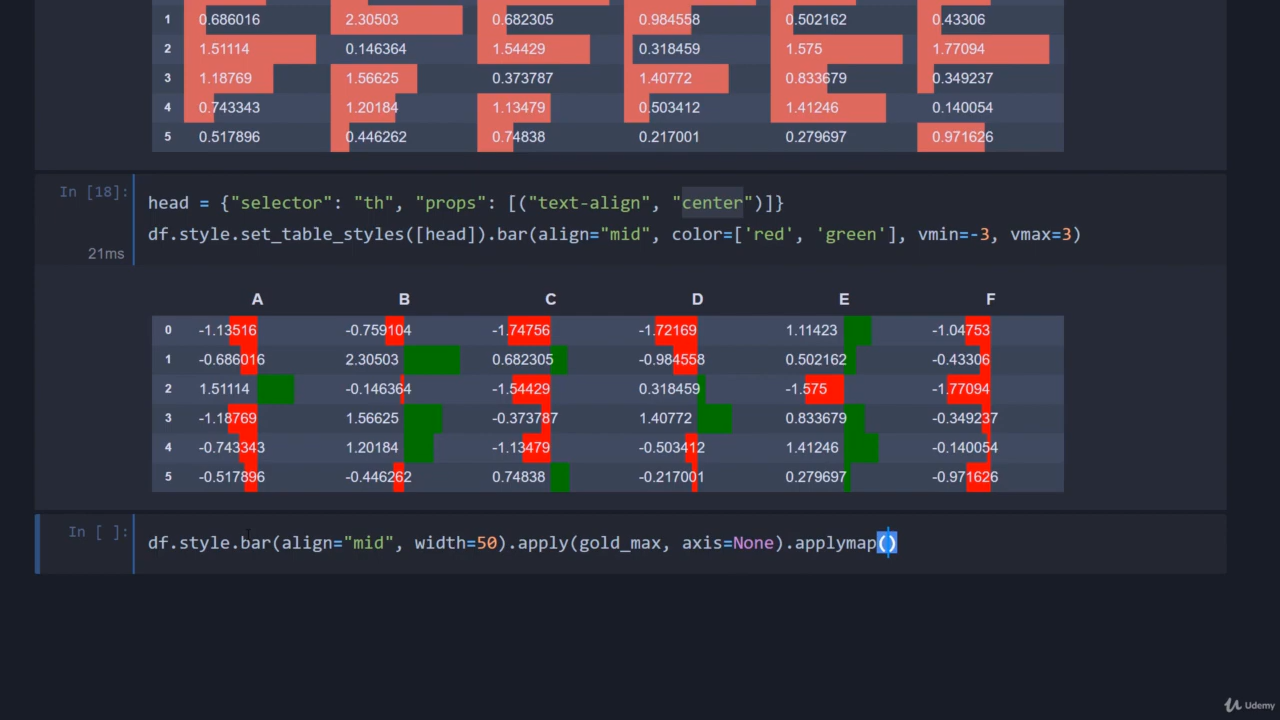 1 0.686016 2.30503 0.682305 0.984558 0.502162 0.43306
2 1.51114 0.146364 1.54429 0.318459 1.575 1.77094
3 1.18769 1.56625 0.373787 1.40772 0.833679 0.349237
4 0.743343 1.20184 1.13479 0.503412 1.41246 0.140054
5 0.517896 0.446262 0.74838 0.217001 0.279697 0.971626
In [18]:
head = {"selector": "th", "props": [("text-align", "center")]}
df.style.set_table_styles([head]).bar(align="mid", color=['red', 'green'], vmin=-3, vmax=3)
21ms
A B C D E F
0 -1.13516 -0.759104 -1.74756 -1.72169 1.11423 -1.04753
1 -0.686016 2.30503 0.682305 -0.984558 0.502162 -0.43306
2 1.51114 -0.146364 -1.54429 0.318459 -1.575 -1.77094
3 -1.18769 1.56625 -0.373787 1.40772 0.833679 -0.349237
4 -0.743343 1.20184 -1.13479 -0.503412 1.41246 -0.140054
5 -0.517896 -0.446262 0.74838 -0.217001 0.279697 -0.971626
In [ ]:
df.style.bar(align="mid", width=50).apply(gold_max, axis=None).applymap()
Udemy